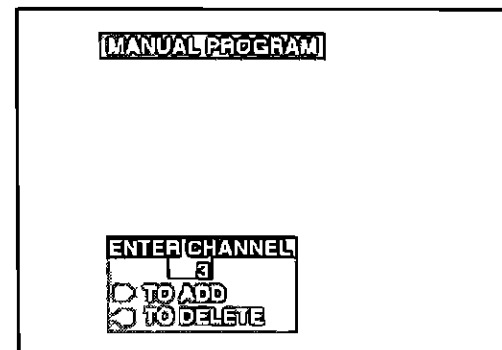 MANUAL PROGRAM
ENTER CHANNEL
3
TO ADD
TO DELETE